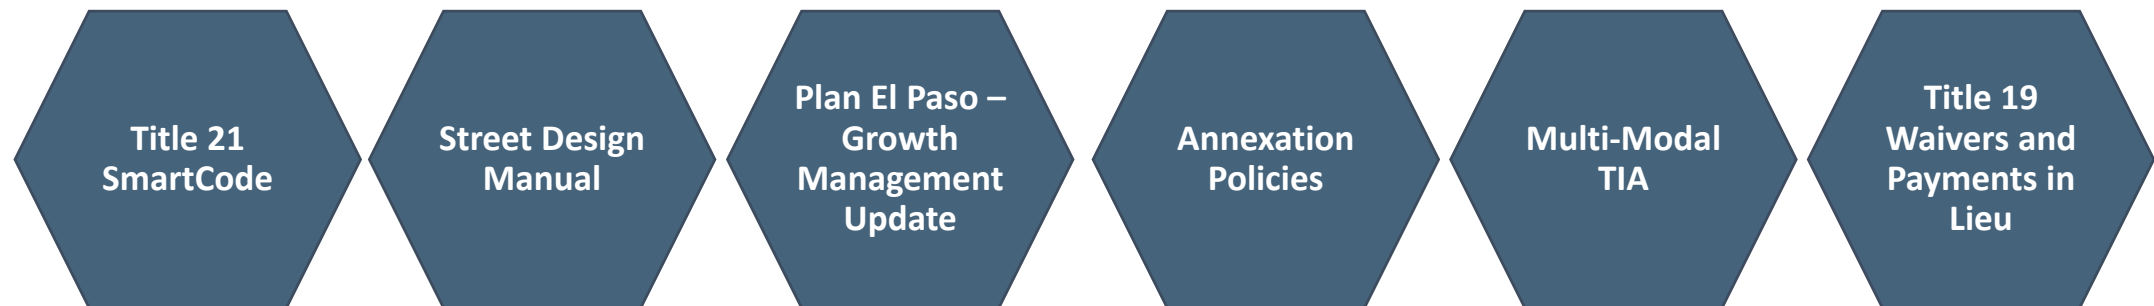 Title 21
SmartCode
Street Design
Manual
Plan El Paso –
Growth
Management
Update
Annexation
Policies
Multi-Modal
TIA
Title 19
Waivers and
Payments in
Lieu